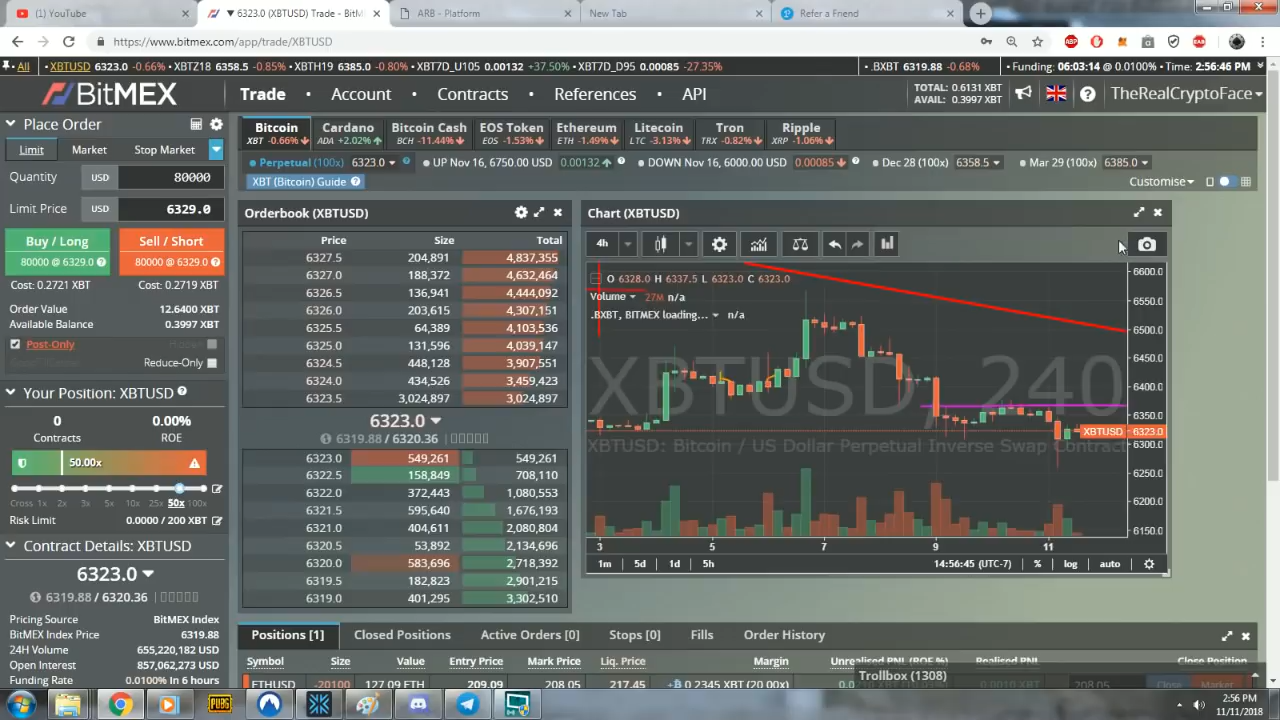 (1) YouTube
▼ 6323.0 (XBTUSD) Trade - BitM
ARB - Platform
New Tab
Refer a Friend
https://www.bitmex.com/app/trade/XBTUSD
All XBTUSD 6323.0 -0.66% XBTZ18 6358.5 -0.85% XBTH19 6385.0 -0.80% XBT7D_U105 0.00132 +37.50% XBT7D_D95 0.00085 -27.35% .BXBT 6319.88 -0.68% Funding: 06:03:14 @ 0.0100% Time: 2:56:46 PM
BitMEX Trade Account Contracts References API
TOTAL: 0.6131 XBT
AVAIL: 0.3997 XBT
TheRealCryptoFace
Place Order
Limit Market Stop Market
Quantity USD 80000
Limit Price USD 6329.0
Buy / Long
80000 @ 6329.0
Sell / Short
80000 @ 6329.0
Cost: 0.2721 XBT Cost: 0.2719 XBT
Order Value 12.6400 XBT
Available Balance 0.3997 XBT
Post-Only Hidden
Reduce-Only
Your Position: XBTUSD
0 0.00%
Contracts ROE
50.00x
Cross 1x 2x 3x 5x 10x 25x 50x 100x
Risk Limit 0.0000 / 200 XBT
Contract Details: XBTUSD
6323.0
6319.88 / 6320.36
Pricing Source BitMEX Index
BitMEX Index Price 6319.88
24H Volume 655,220,182 USD
Open Interest 857,062,273 USD
Funding Rate 0.0100% In 6 hours
Bitcoin
XBT -0.66%
Cardano
ADA +2.02%
Bitcoin Cash
BCH -11.44%
EOS Token
EOS -1.53%
Ethereum
ETH -1.49%
Litecoin
LTC -3.13%
Tron
TRX -0.82%
Ripple
XRP -1.06%
Perpetual (100x) 6323.0 UP Nov 16, 6750.00 USD 0.00132 DOWN Nov 16, 6000.00 USD 0.00085 Dec 28 (100x) 6358.5 Mar 29 (100x) 6385.0
XBT (Bitcoin) Guide
Customise
Orderbook (XBTUSD)
Price Size Total
6327.5 204,891 4,837,355
6327.0 188,372 4,632,464
6326.5 136,941 4,444,092
6326.0 203,615 4,307,151
6325.5 64,389 4,103,536
6325.0 131,596 4,039,147
6324.5 448,128 3,907,551
6324.0 434,526 3,459,423
6323.5 3,024,897 3,024,897
6323.0
6319.88 / 6320.36
6323.0 549,261 549,261
6322.5 158,849 708,110
6322.0 372,443 1,080,553
6321.5 595,640 1,676,193
6321.0 404,611 2,080,804
6320.5 53,892 2,134,696
6320.0 583,696 2,718,392
6319.5 182,823 2,901,215
6319.0 401,295 3,302,510
Chart (XBTUSD)
4h
O 6328.0 H 6337.5 L 6323.0 C 6323.0
Volume 27M n/a
.BXBT, BITMEX loading... n/a
XBTUSD, 240
XBTUSD: Bitcoin / US Dollar Perpetual Inverse Swap Contract
6600.0
6550.0
6500.0
6450.0
6400.0
6350.0
XBTUSD 6323.0
6300.0
6250.0
6200.0
6150.0
3 5 7 9 11
1m 5d 1d 5h 14:56:45 (UTC-7) % log auto
Positions [1] Closed Positions Active Orders [0] Stops [0] Fills Order History
Symbol Size Value Entry Price Mark Price Liq. Price Margin Unrealised PNL (ROE %) Realised PNL Close Position
ETHUSD -20100 127.09 ETH 209.09 208.05 217.45 0.2345 XBT (20.00x) 208.05 Close Market
Trollbox (1308)
PUBG
2:56 PM
11/11/2018